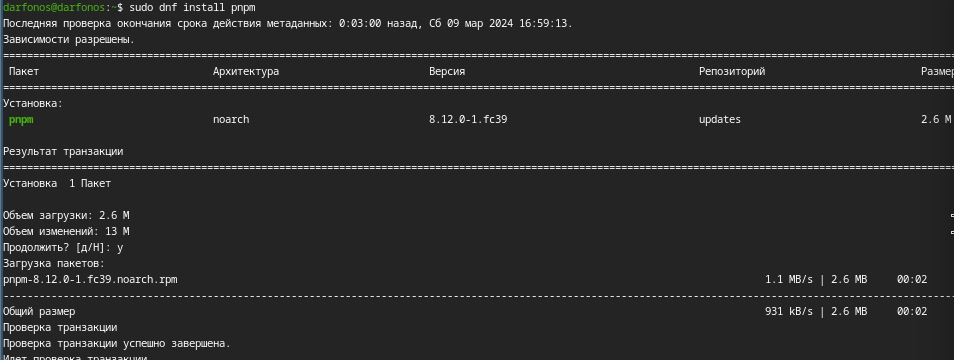 darfonos@darfonos:~$ sudo dnf install pnpm
Последняя проверка окончания срока действия метаданных: 0:03:00 назад, Сб 09 мар 2024 16:59:13.
Зависимости разрешены.
================================================================================
Пакет Архитектура Версия Репозиторий Размер
================================================================================
Установка:
pnpm noarch 8.12.0-1.fc39 updates 2.6 M
Результат транзакции
================================================================================
Установка 1 Пакет
Объем загрузки: 2.6 M
Объем изменений: 13 M
Продолжить? [д/Н]: y
Загрузка пакетов:
pnpm-8.12.0-1.fc39.noarch.rpm 1.1 MB/s | 2.6 MB 00:02
--------------------------------------------------------------------------------
Общий размер 931 kB/s | 2.6 MB 00:02
Проверка транзакции
Проверка транзакции успешно завершена.
Идет проверка транзакции